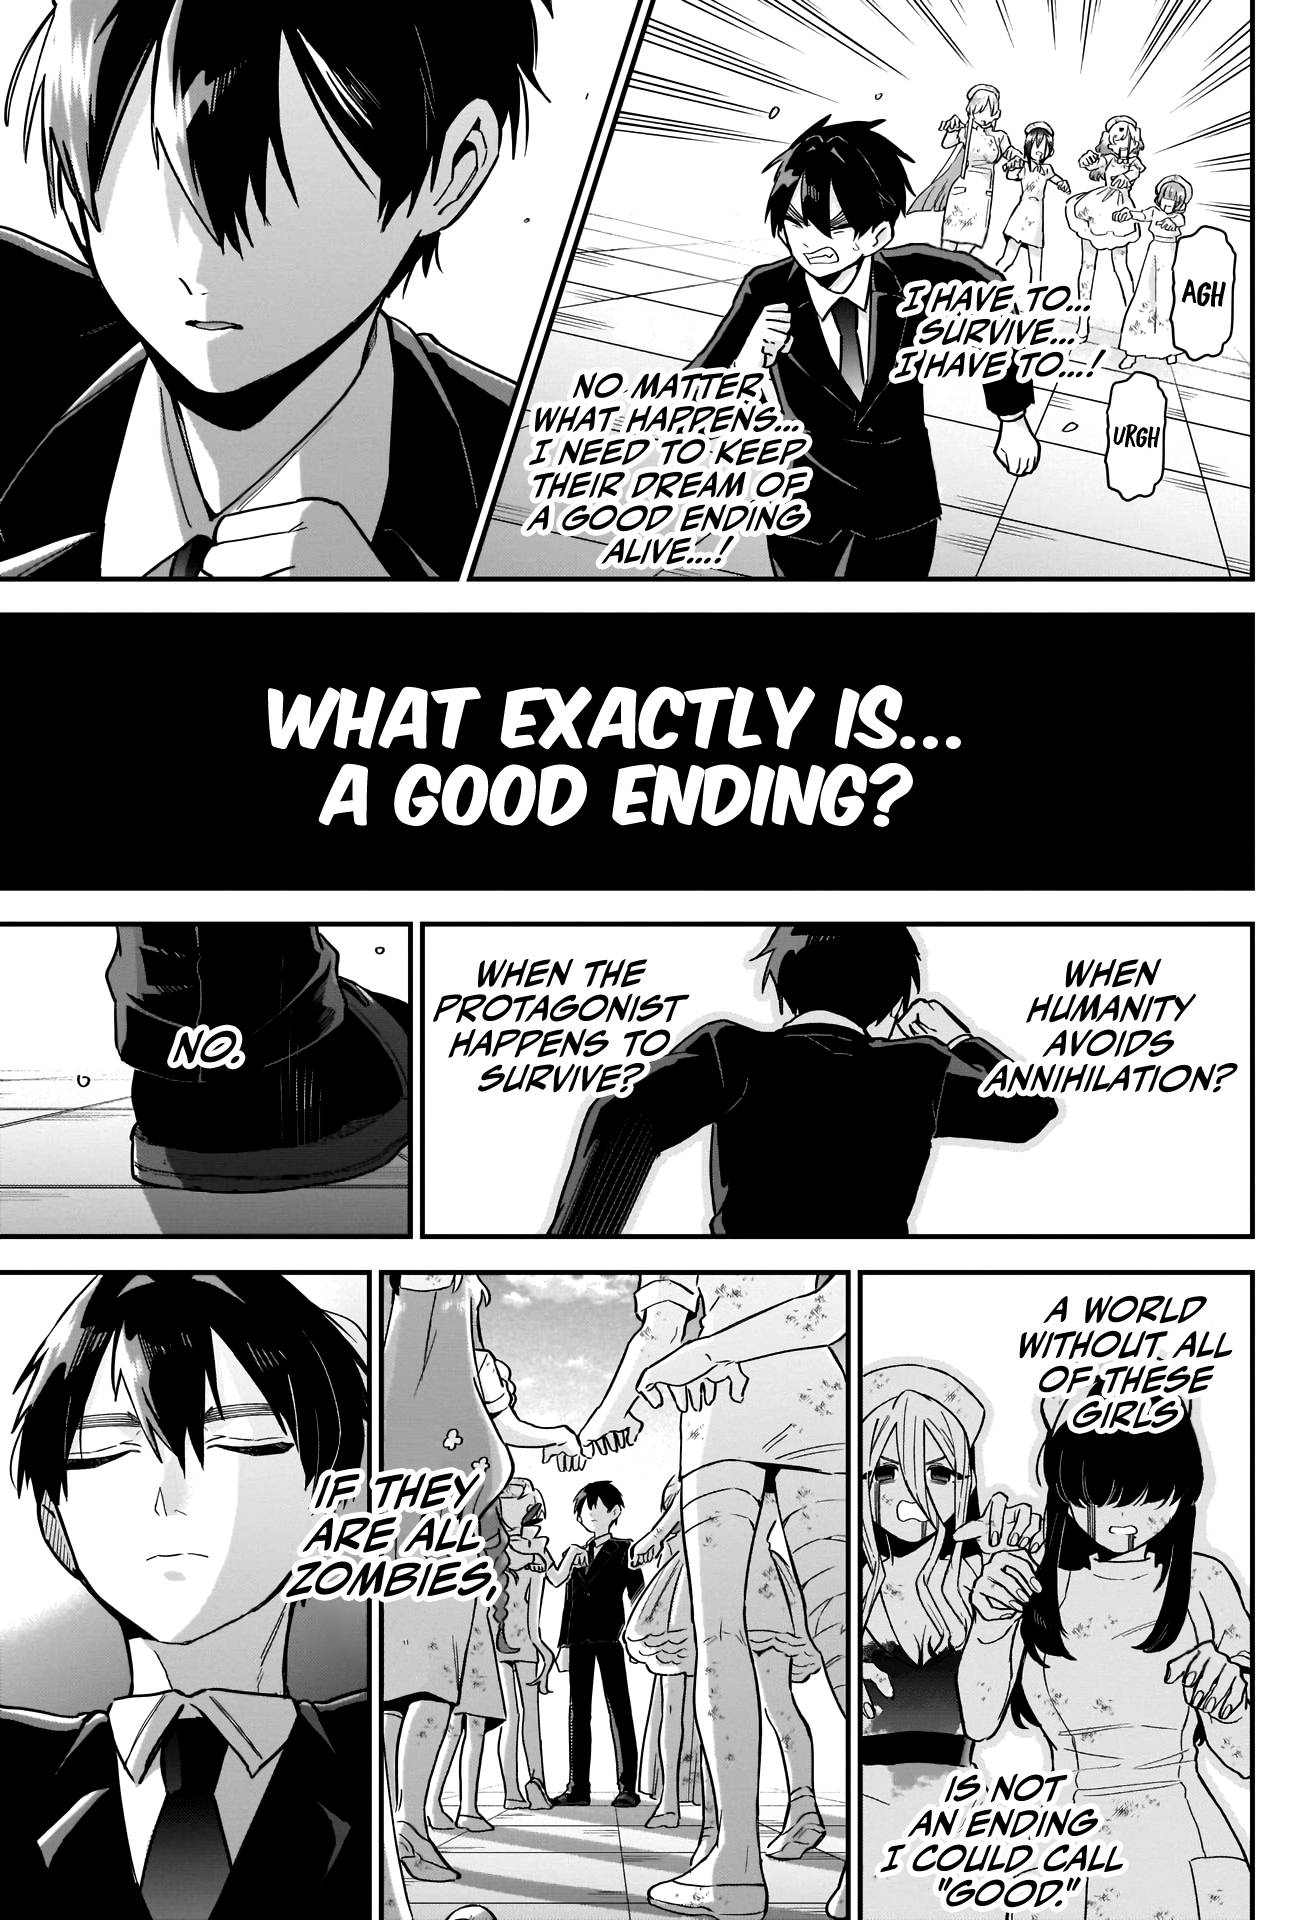 I HAVE TO...
SURVIVE...
I HAVE TO...!
AGH
URGH
NO MATTER
WHAT HAPPENS...
I NEED TO KEEP
THEIR DREAM OF
A GOOD ENDING
ALIVE...!
WHAT EXACTLY IS...
A GOOD ENDING?
WHEN
HUMANITY
AVOIDS
ANNIHILATION?
WHEN THE
PROTAGONIST
HAPPENS TO
SURVIVE?
NO.
A WORLD
WITHOUT ALL
OF THESE
GIRLS
IS NOT
AN ENDING
I COULD CALL
"GOOD."
IF THEY
ARE ALL
ZOMBIES,